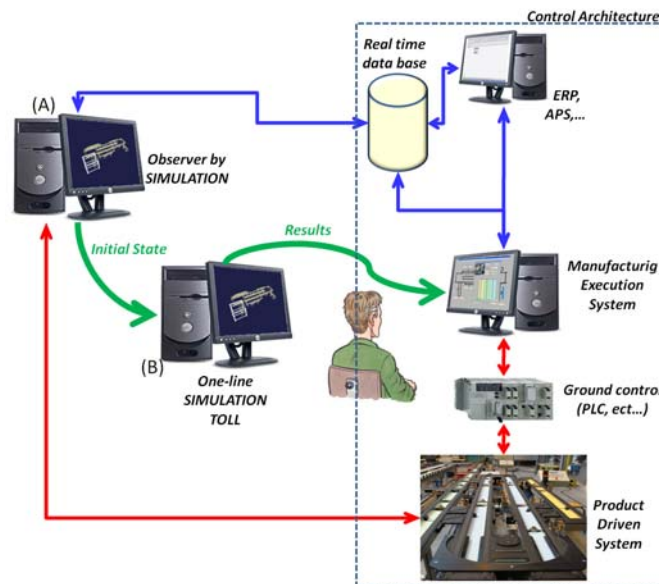 Control Architecture
Real time
data base
ERP,
APS,...
(A)
Observer by
SIMULATION
Initial State
Results
(B)
One-line
SIMULATION
TOLL
Manufacturig
Execution
System
Ground control
(PLC, ect...)
Product
Driven
System